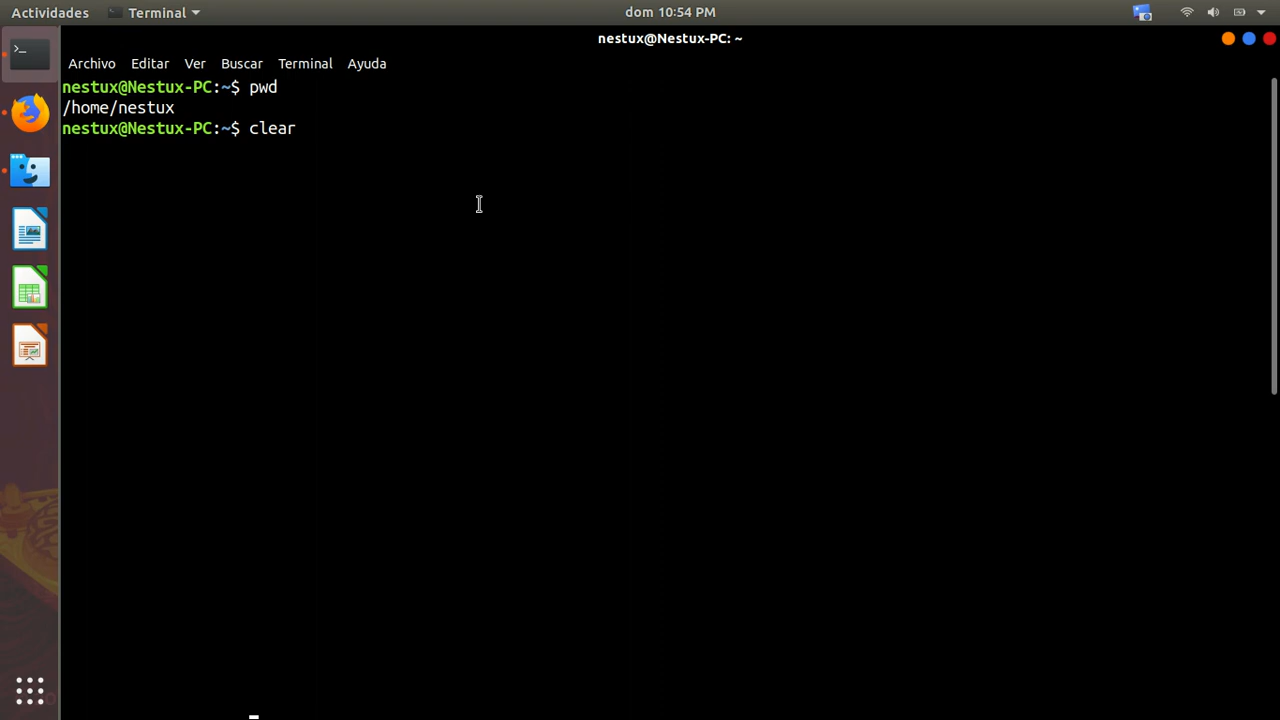 Actividades Terminal dom 10:54 PM
nestux@Nestux-PC: ~
Archivo Editar Ver Buscar Terminal Ayuda
nestux@Nestux-PC:~$ pwd
/home/nestux
nestux@Nestux-PC:~$ clear